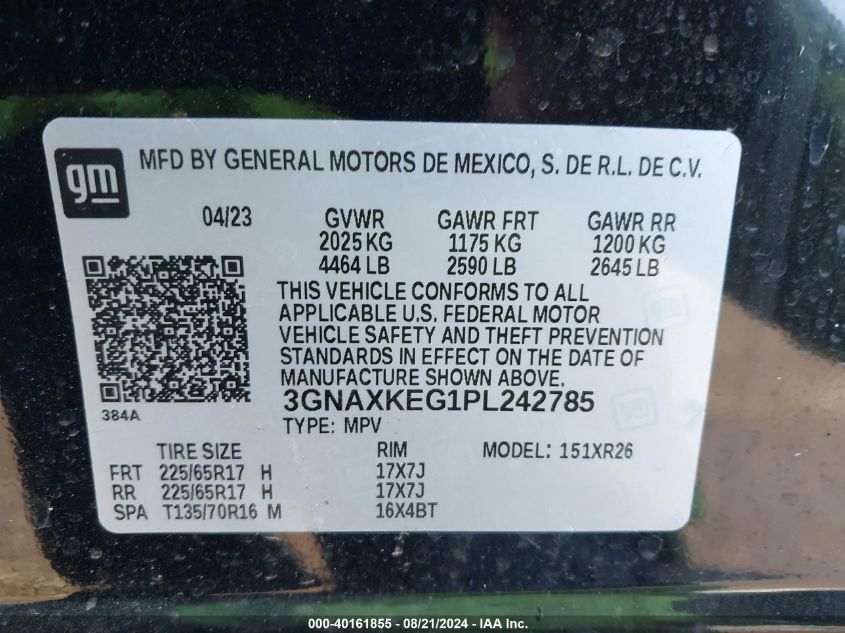 gm
MFD BY GENERAL MOTORS DE MEXICO, S. DE R.L. DE C.V.
04/23 GVWR GAWR FRT GAWR RR
2025 KG 1175 KG 1200 KG
4464 LB 2590 LB 2645 LB
THIS VEHICLE CONFORMS TO ALL
APPLICABLE U.S. FEDERAL MOTOR
VEHICLE SAFETY AND THEFT PREVENTION
STANDARDS IN EFFECT ON THE DATE OF
MANUFACTURE SHOWN ABOVE.
384A
3GNAXKEG1PL242785
TYPE: MPV
TIRE SIZE RIM MODEL: 151XR26
FRT 225/65R17 H 17X7J
RR 225/65R17 H 17X7J
SPA T135/70R16 M 16X4BT
000-40161855 - 08/21/2024 - IAA Inc.